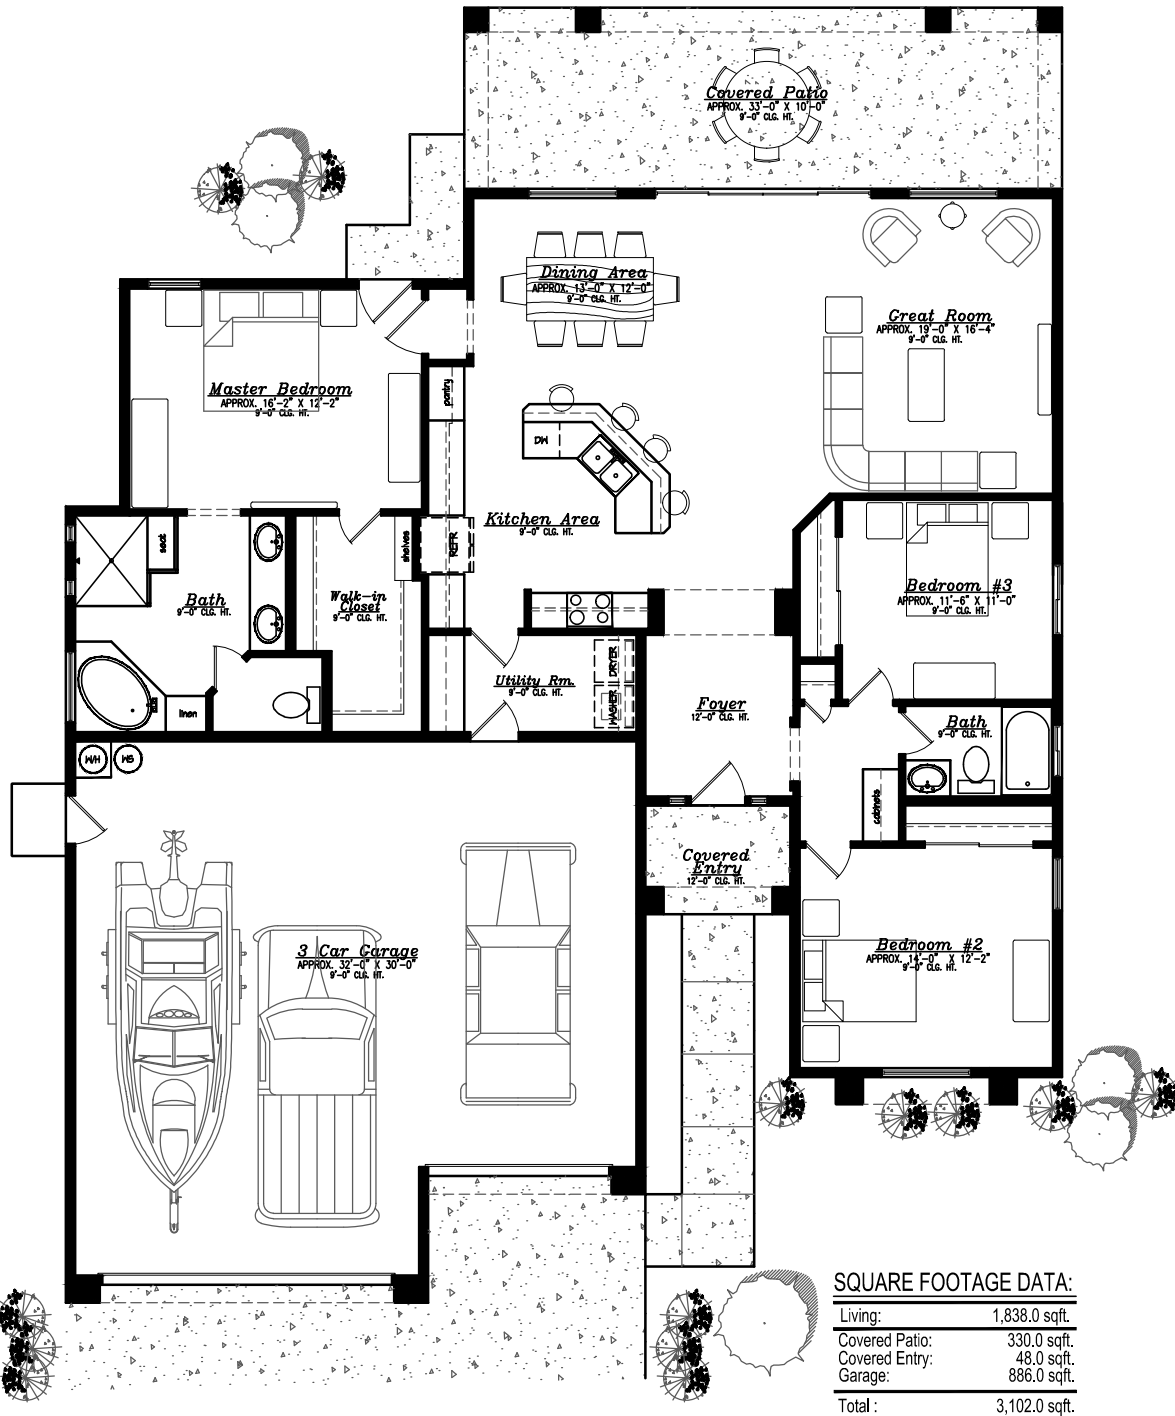 Covered Patio
APPROX. 33'-0" X 10'-0"
9'-0" CLG. HT.
Dining Area
APPROX. 13'-0" X 12'-0"
9'-0" CLG. HT.
Great Room
APPROX. 19'-0" X 16'-4"
9'-0" CLG. HT.
Master Bedroom
APPROX. 16'-2" X 12'-2"
9'-0" CLG. HT.
pantry
DW
Kitchen Area
9'-0" CLG. HT.
REFR
shelves
seat
Bath
9'-0" CLG. HT.
Walk-in
Closet
9'-0" CLG. HT.
Bedroom #3
APPROX. 11'-6" X 11'-0"
9'-0" CLG. HT.
Utility Rm.
9'-0" CLG. HT.
DRYER
WASHER
linen
Foyer
12'-0" CLG. HT.
Bath
9'-0" CLG. HT.
WH
WS
cabinets
Covered
Entry
12'-0" CLG. HT.
3 Car Garage
APPROX. 32'-0" X 30'-0"
9'-0" CLG. HT.
Bedroom #2
APPROX. 14'-0" X 12'-2"
9'-0" CLG. HT.
SQUARE FOOTAGE DATA:
Living: 1,838.0 sqft.
Covered Patio: 330.0 sqft.
Covered Entry: 48.0 sqft.
Garage: 886.0 sqft.
Total : 3,102.0 sqft.